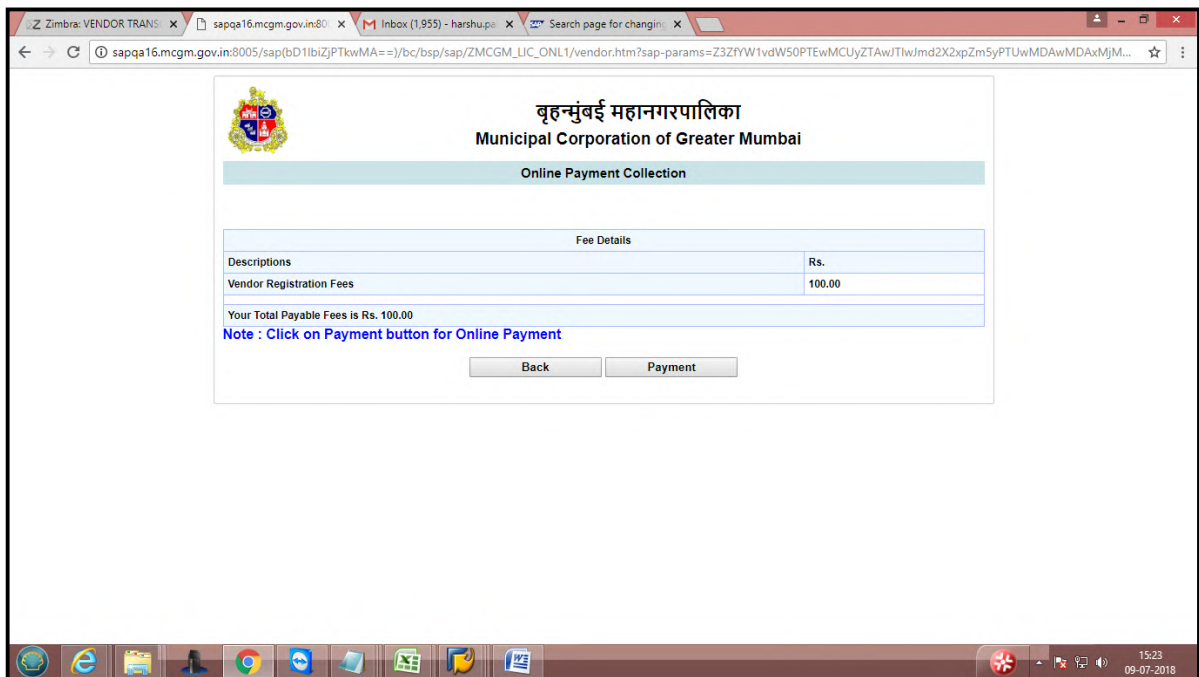 Zimbra: VENDOR TRANS
sapqa16.mcgm.gov.in:80
Inbox (1,955) - harshu.pa
Search page for changing
sapqa16.mcgm.gov.in:8005/sap(bD1lbiZjPTkwMA==)/bc/bsp/sap/ZMCGM_LIC_ONL1/vendor.htm?sap-params=Z3ZfYW1vdW50PTEwMCUyZTAwJTIwJmd2X2xpZm5yPTUwMDAwMDAxMjM...
बृहन्मुंबई महानगरपालिका
Municipal Corporation of Greater Mumbai
Online Payment Collection
Fee Details
Descriptions Rs.
Vendor Registration Fees 100.00
Your Total Payable Fees is Rs. 100.00
Note : Click on Payment button for Online Payment
Back Payment
15:23
09-07-2018